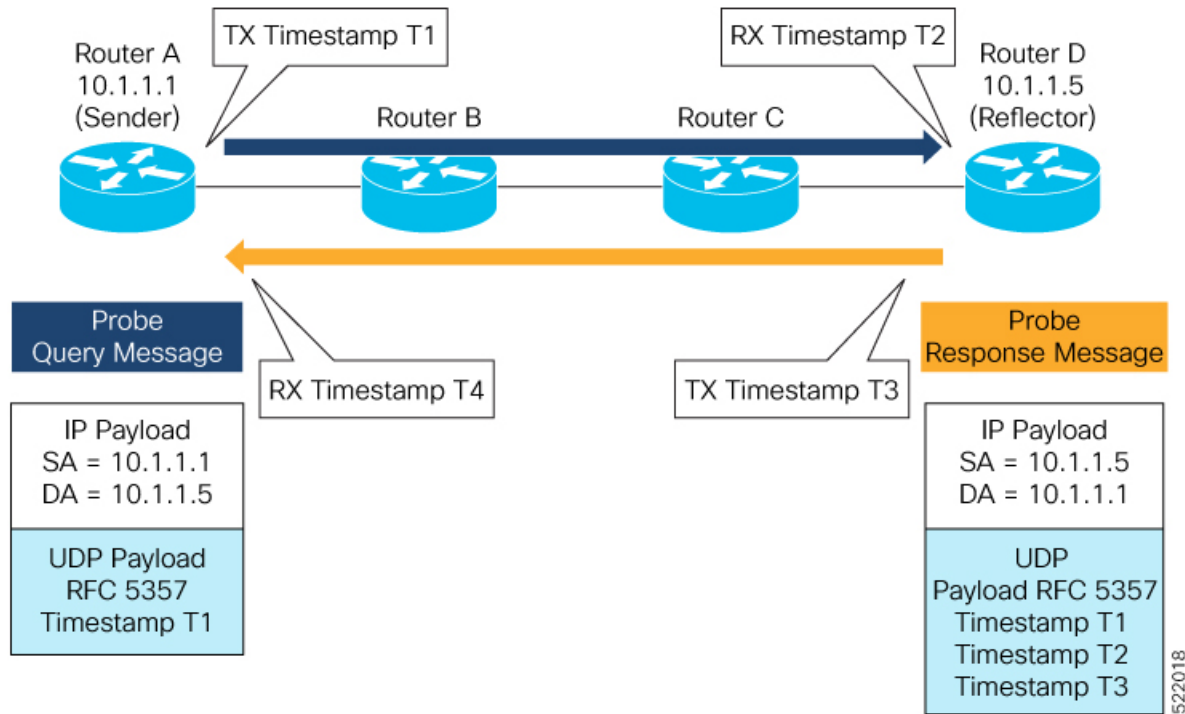 TX Timestamp T1
RX Timestamp T2
Router A
10.1.1.1
(Sender)
Router B
Router C
Router D
10.1.1.5
(Reflector)
Probe
Query Message
RX Timestamp T4
TX Timestamp T3
Probe
Response Message
IP Payload
SA = 10.1.1.1
DA = 10.1.1.5
UDP Payload
RFC 5357
Timestamp T1
IP Payload
SA = 10.1.1.5
DA = 10.1.1.1
UDP
Payload RFC 5357
Timestamp T1
Timestamp T2
Timestamp T3
522018